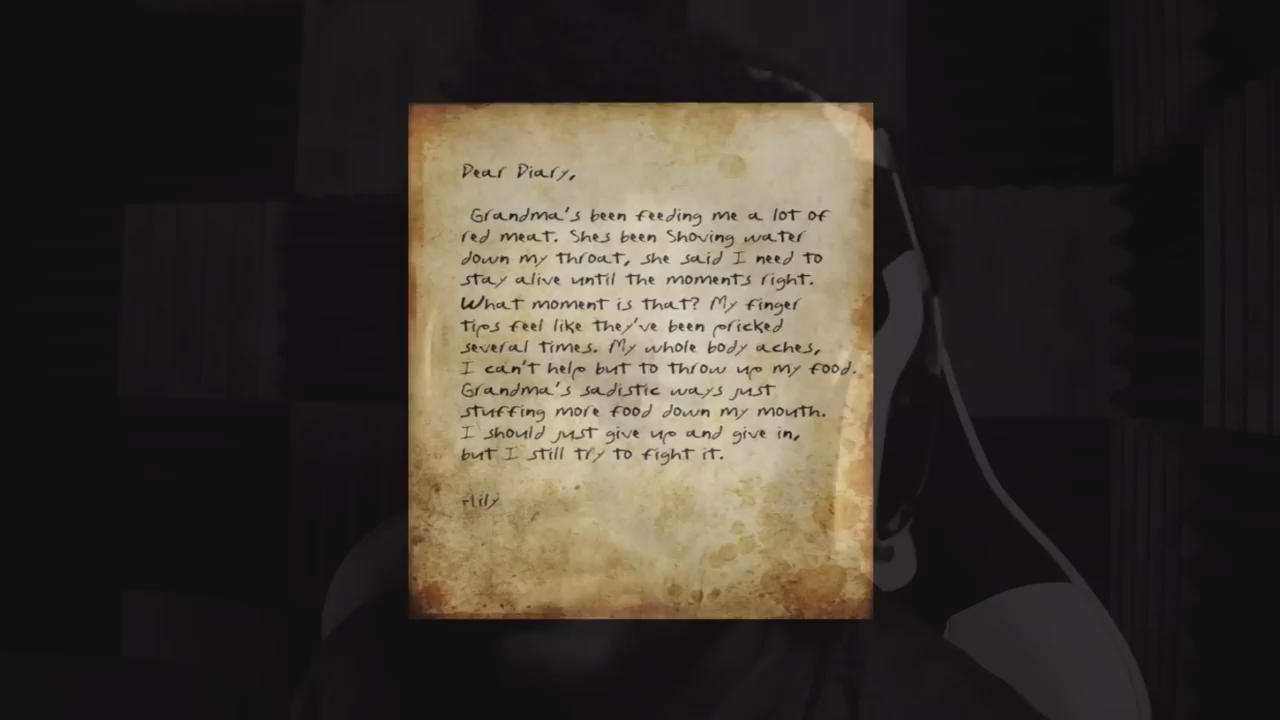 Dear Diary,
Grandma's been feeding me a lot of
red meat. Shes been Shoving water
down my throat, she said I need to
stay alive until the moments right.
What moment is that? My finger
tips feel like they've been pricked
several times. My whole body aches,
I can't help but to throw up my food.
Grandma's sadistic ways just
stuffing more food down my mouth.
I should just give up and give in,
but I still try to fight it.
-lily